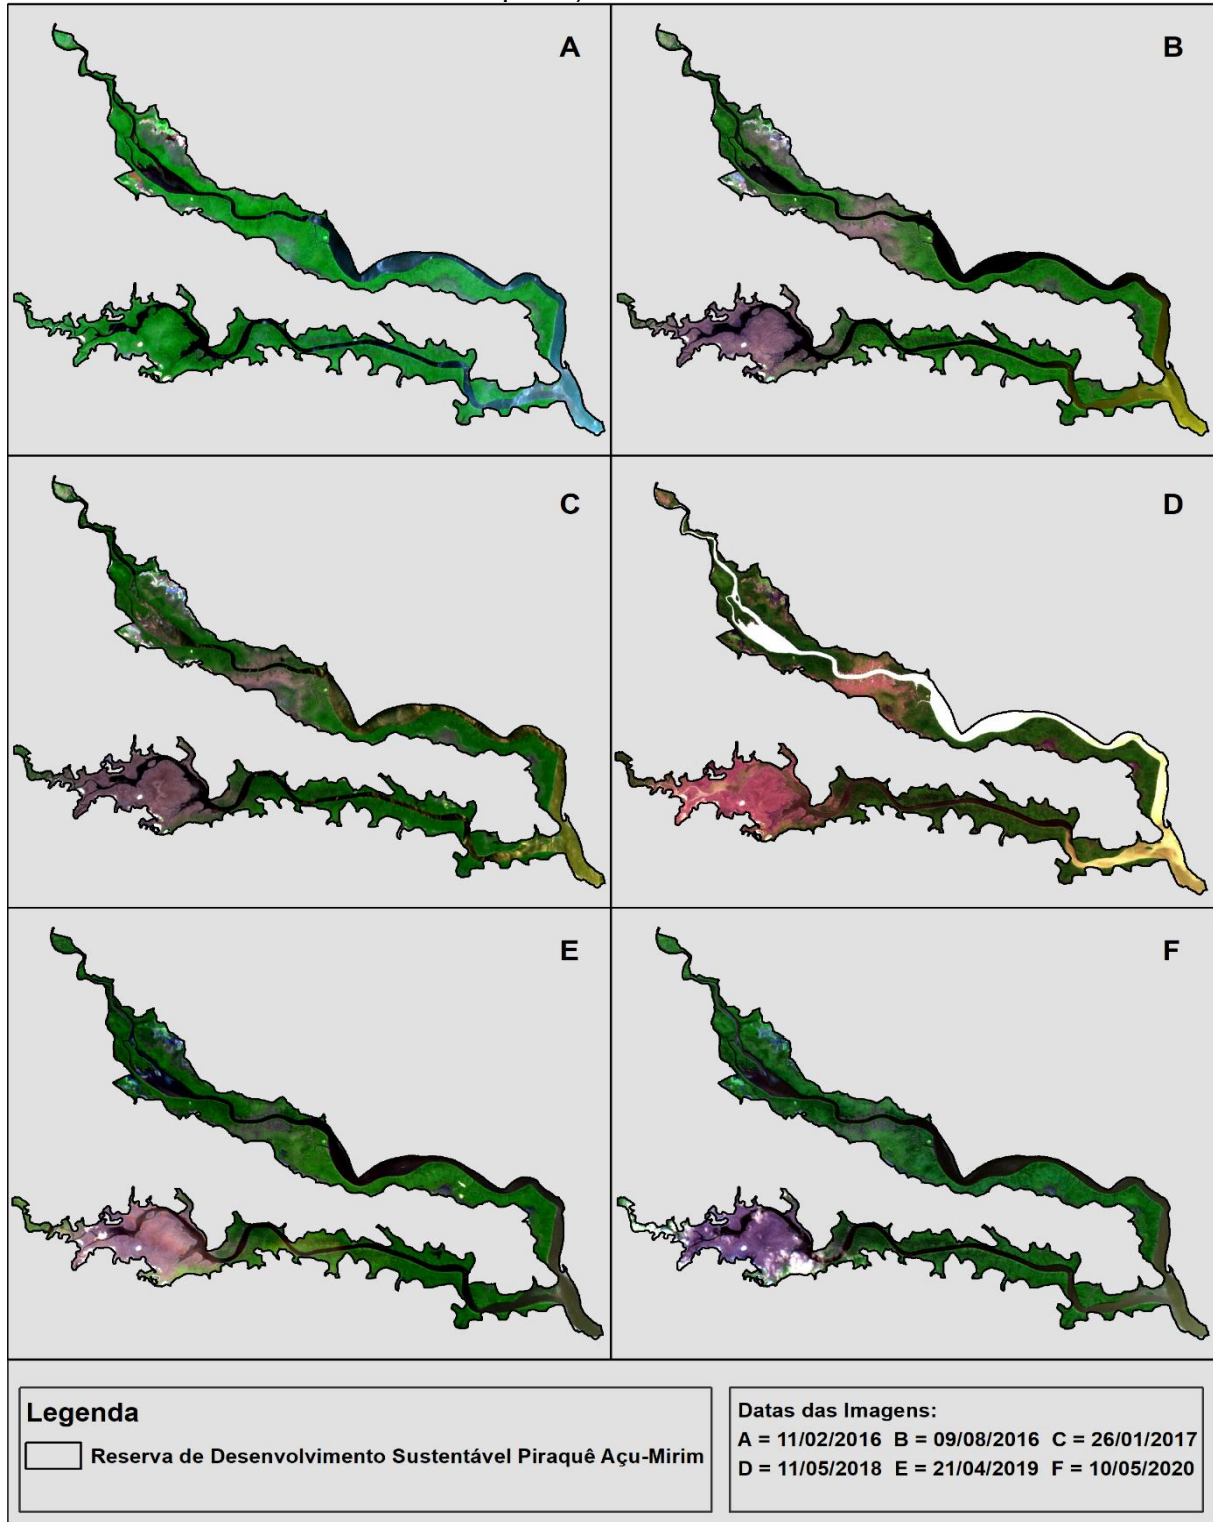 A
B
C
D
E
F
Legenda
Reserva de Desenvolvimento Sustentável Piraquê Açu-Mirim
Datas das Imagens:
A = 11/02/2016 B = 09/08/2016 C = 26/01/2017
D = 11/05/2018 E = 21/04/2019 F = 10/05/2020